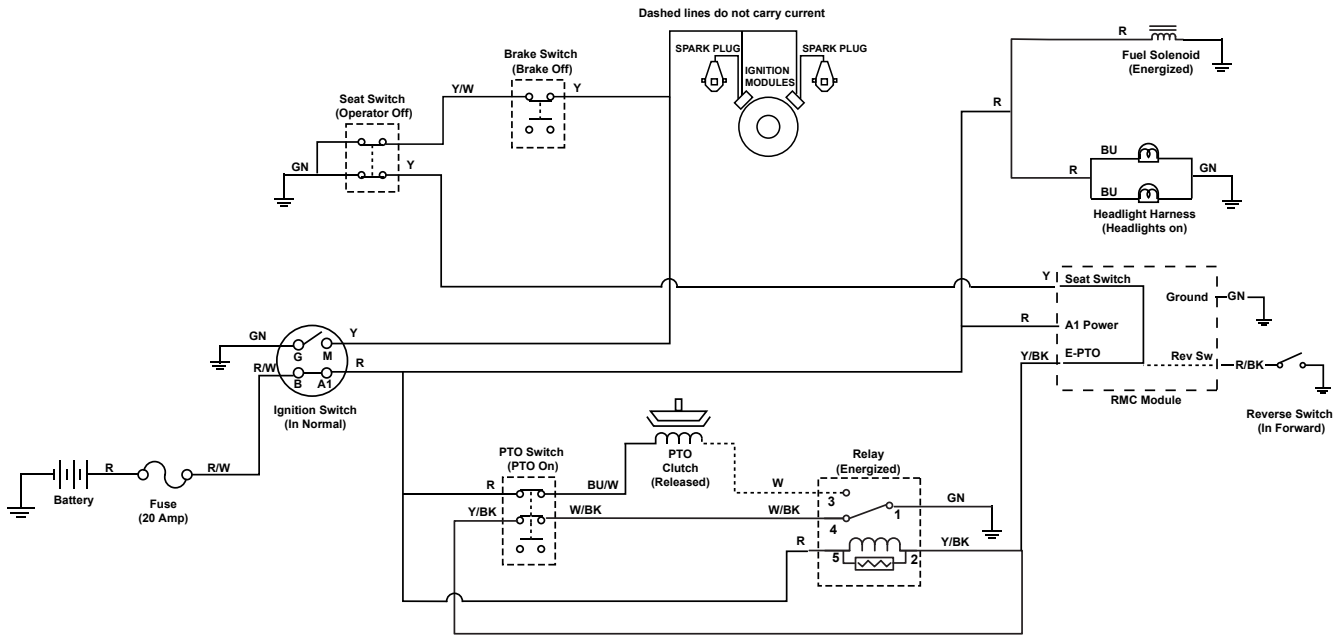 Dashed lines do not carry current
SPARK PLUG
SPARK PLUG
IGNITION
MODULES
R
Fuel Solenoid
(Energized)
Brake Switch
(Brake Off)
Y/W
Y
Seat Switch
(Operator Off)
GN
Y
R
R
BU
BU
GN
Headlight Harness
(Headlights on)
Y
Seat Switch
Ground
GN
R
A1 Power
Y/BK
E-PTO
Rev Sw
R/BK
RMC Module
Reverse Switch
(In Forward)
GN
G
M
Y
R/W
B
A1
R
Ignition Switch
(In Normal)
R
R/W
Battery
Fuse
(20 Amp)
PTO Switch
(PTO On)
R
BU/W
Y/BK
W/BK
PTO
Clutch
(Released)
W
W/BK
Relay
(Energized)
3
4
1
GN
R
5
2
Y/BK